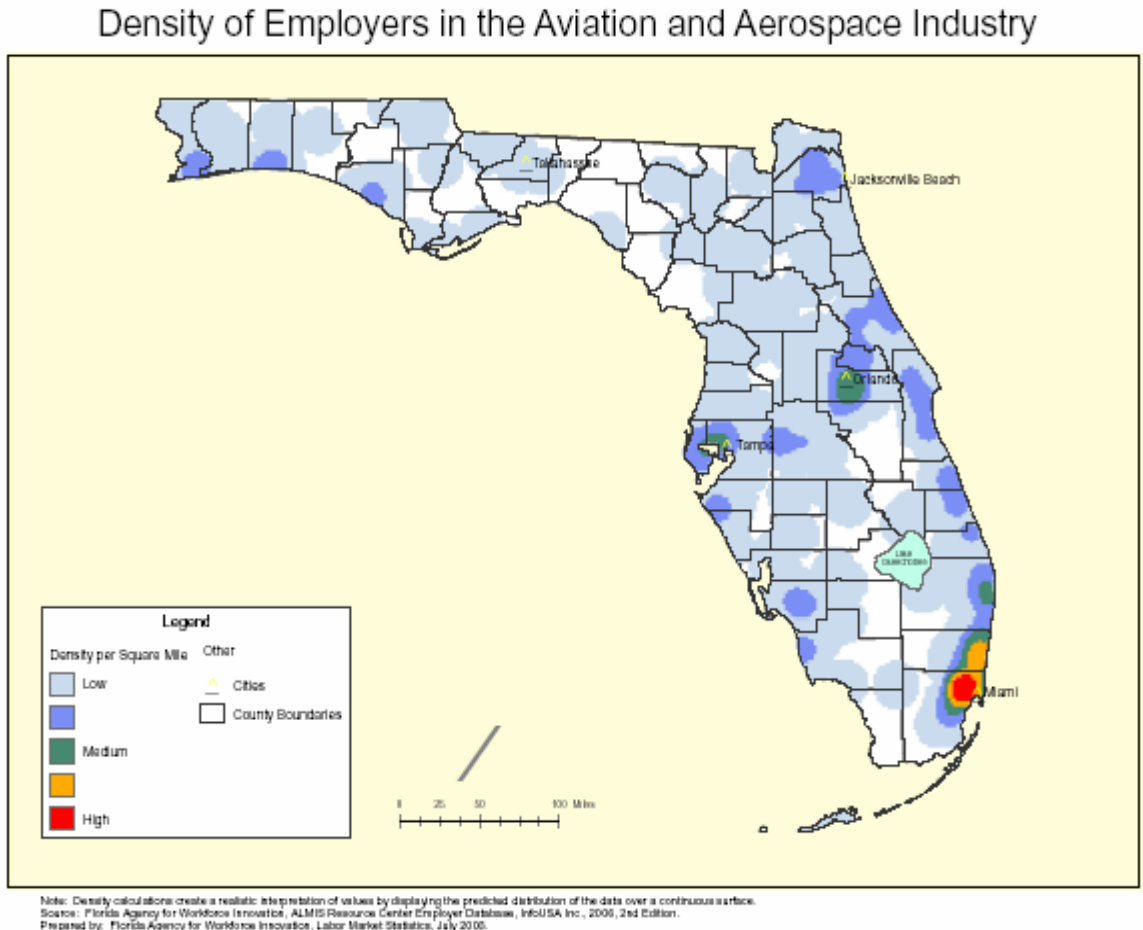 Density of Employers in the Aviation and Aerospace Industry
Tallahassee
Jacksonville Beach
Orlando
Tampa
Lake
Okeechobee
Miami
Legend
Density per Square Mile
Other
Low
Cities
County Boundaries
Medium
High
0 25 50 100 Miles
Note: Density calculations create a realistic interpretation of values by displaying the predicted distribution of the data over a continuous surface.
Source: Florida Agency for Workforce Innovation, ALMIS Resource Center Employer Database, InfoUSA Inc., 2006, 2nd Edition.
Prepared by: Florida Agency for Workforce Innovation, Labor Market Statistics, July 2006.